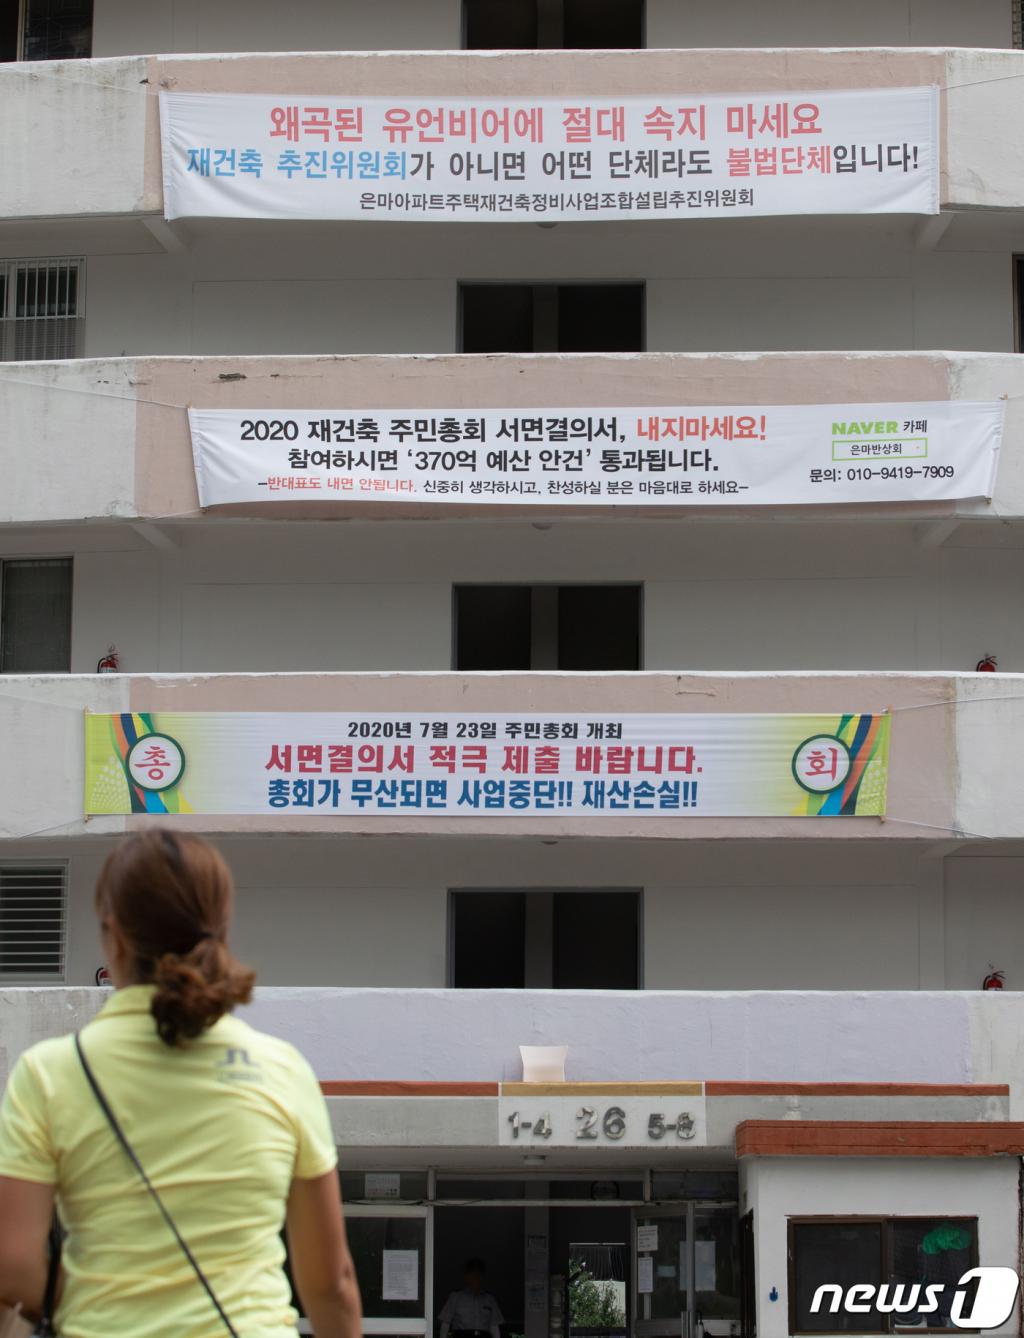 왜곡된 유언비어에 절대 속지 마세요
재건축 추진위원회가 아니면 어떤 단체라도 불법단체입니다!
은마아파트주택재건축정비사업조합설립추진위원회
2020 재건축 주민총회 서면결의서, 내지마세요!
참여하시면 '370억 예산 안건' 통과됩니다.
-반대표도 내면 안됩니다. 신중히 생각하시고, 찬성하실 분은 마음대로 하세요-
NAVER 카페
은마반상회
문의: 010-9419-7909
총
2020년 7월 23일 주민총회 개최
서면결의서 적극 제출 바랍니다.
총회가 무산되면 사업중단!! 재산손실!!
회
1-4 26 5-8
news1